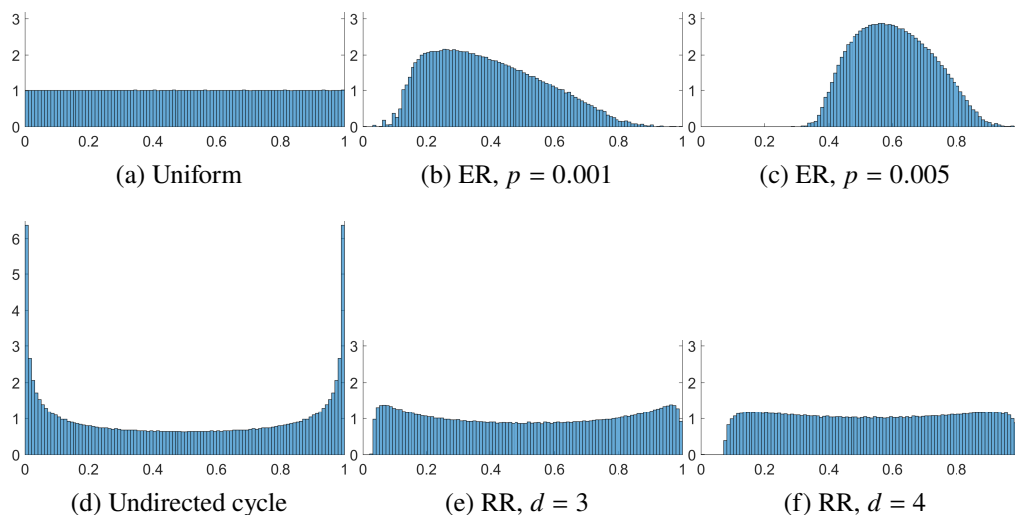 3
2
1
0
0.2 0.4 0.6 0.8 1
(a) Uniform
3
2
1
0
0.2 0.4 0.6 0.8 1
(b) ER, p = 0.001
3
2
1
0
0.2 0.4 0.6 0.8
(c) ER, p = 0.005
6
5
4
3
2
1
0
0 0.2 0.4 0.6 0.8 1
(d) Undirected cycle
3
2
1
0
0 0.2 0.4 0.6 0.8 1
(e) RR, d = 3
3
2
1
0
0 0.2 0.4 0.6 0.8
(f) RR, d = 4